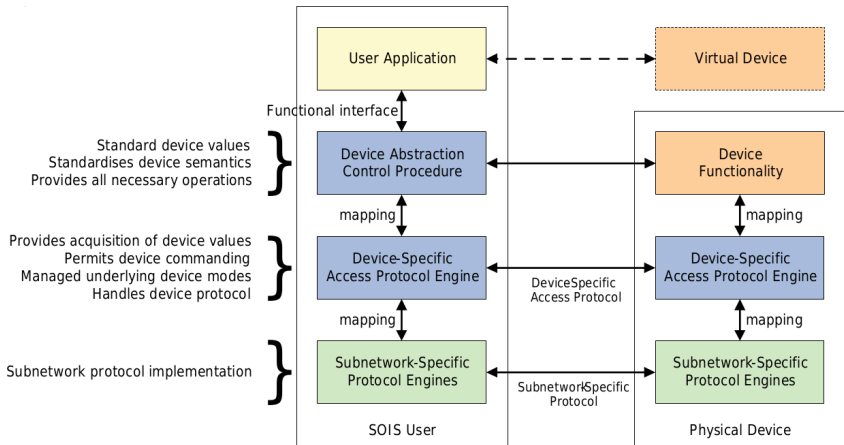 User Application
Virtual Device
Functional interface
Standard device values
Standardises device semantics
Provides all necessary operations
Device Abstraction
Control Procedure
Device
Functionality
mapping
mapping
Provides acquisition of device values
Permits device commanding
Managed underlying device modes
Handles device protocol
Device-Specific
Access Protocol Engine
DeviceSpecific
Access Protocol
Device-Specific
Access Protocol Engine
mapping
mapping
Subnetwork protocol implementation
Subnetwork-Specific
Protocol Engines
Subnetwork-Specific
Protocol
Subnetwork-Specific
Protocol Engines
SOIS User
Physical Device